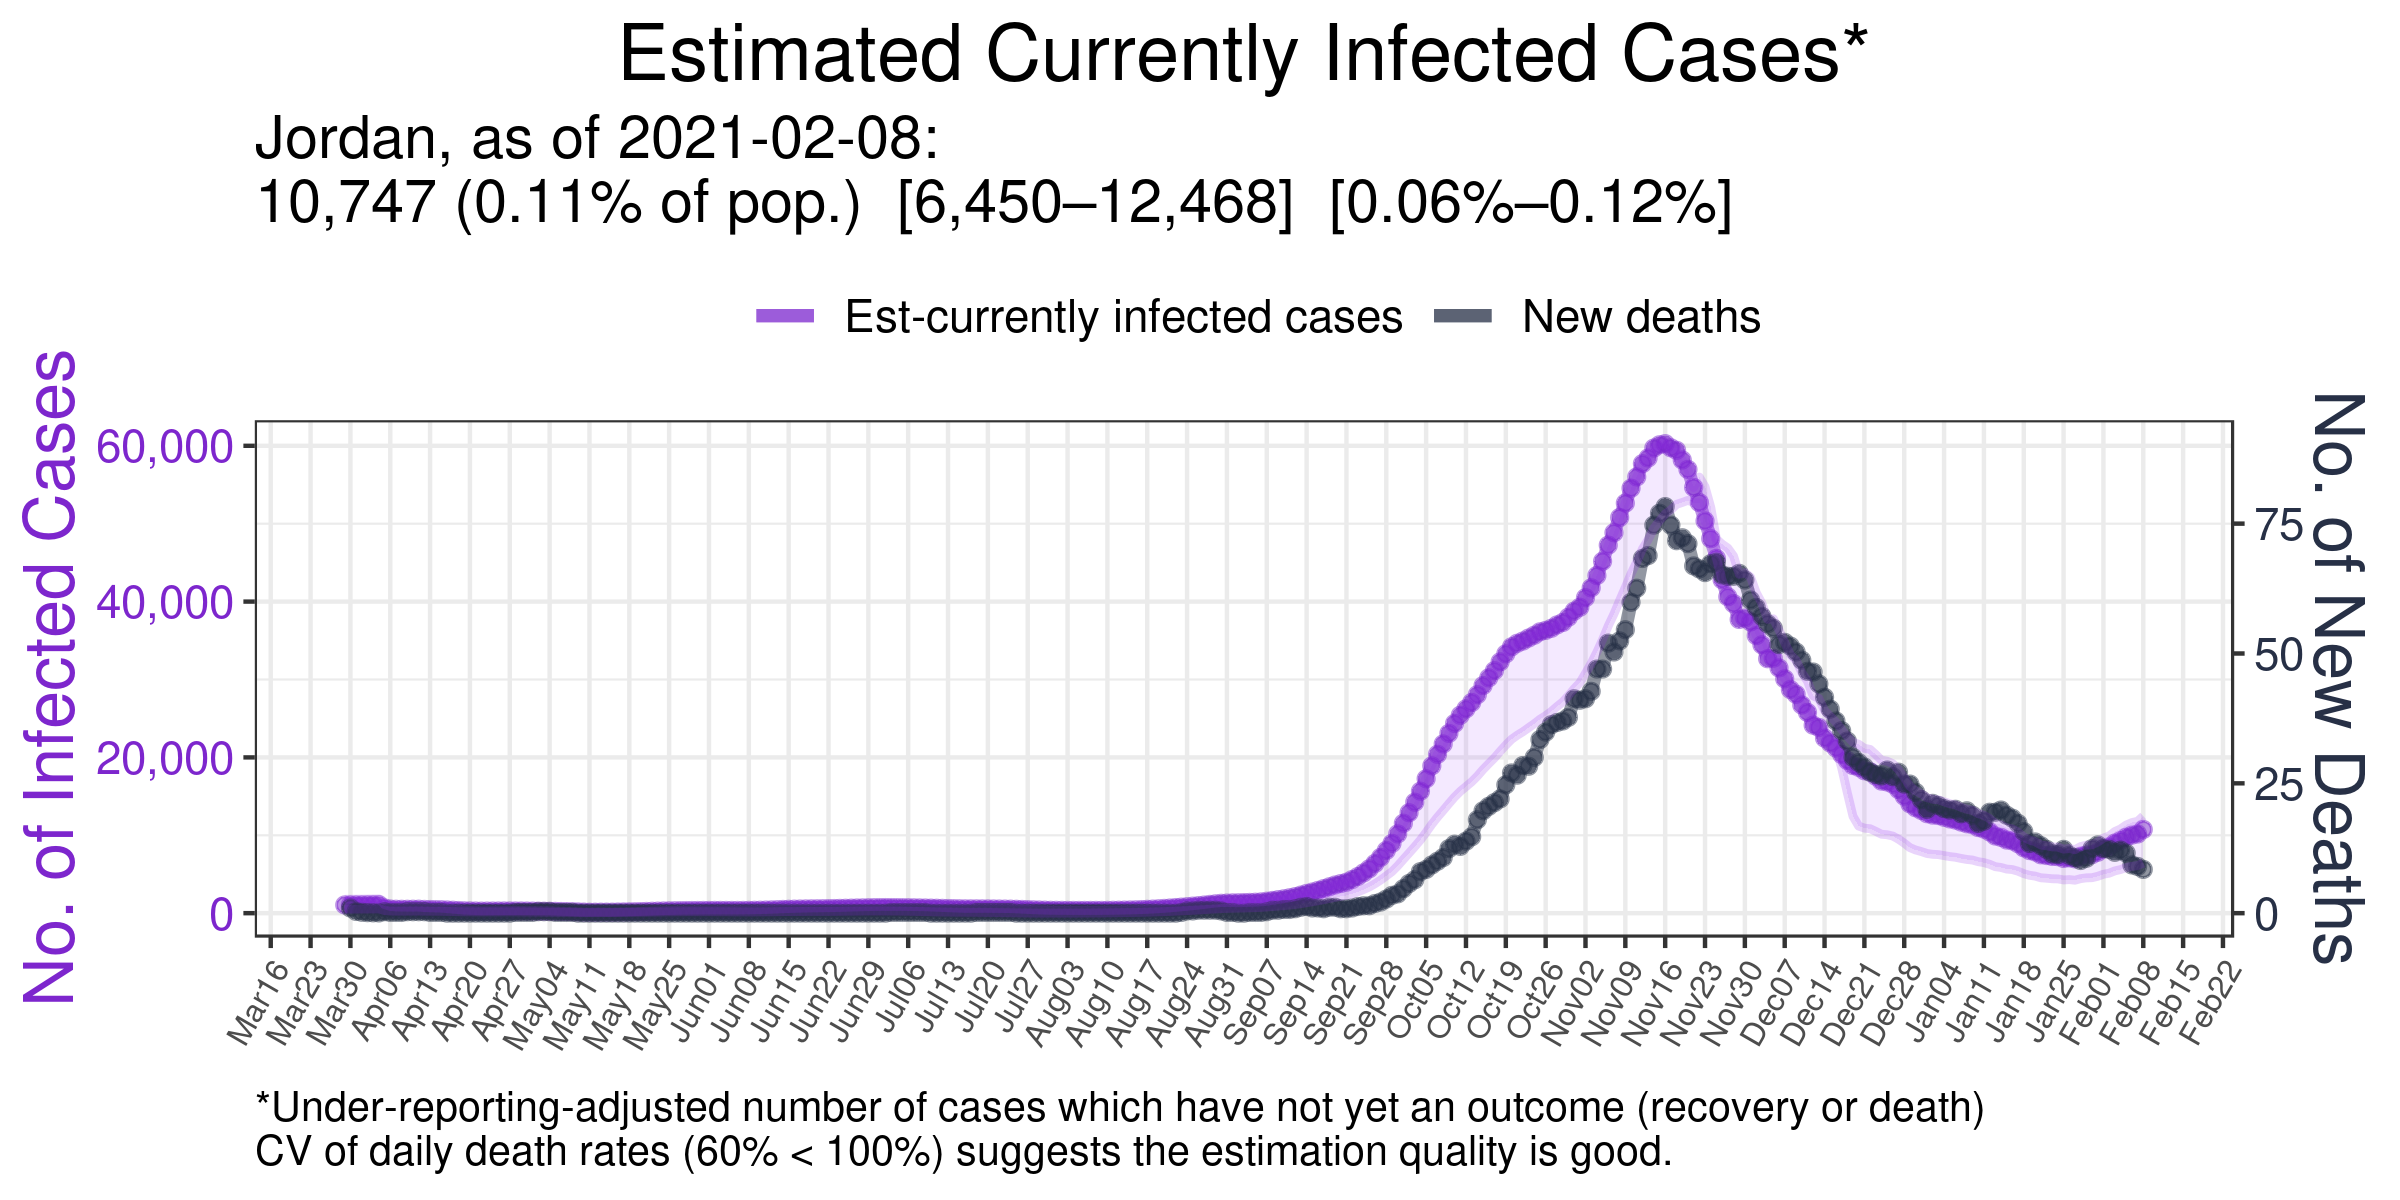 Estimated Currently Infected Cases*
Jordan, as of 2021-02-08:
10,747 (0.11% of pop.) [6,450–12,468] [0.06%–0.12%]
Est-currently infected cases New deaths
No. of Infected Cases
60,000
40,000
20,000
0
75
50
25
0
No. of New Deaths
Mar16 Mar23 Mar30 Apr06 Apr13 Apr20 Apr27 May04 May11 May18 May25 Jun01 Jun08 Jun15 Jun22 Jun29 Jul06 Jul13 Jul20 Jul27 Aug03 Aug10 Aug17 Aug24 Aug31 Sep07 Sep14 Sep21 Sep28 Oct05 Oct12 Oct19 Oct26 Nov02 Nov09 Nov16 Nov23 Nov30 Dec07 Dec14 Dec21 Dec28 Jan04 Jan11 Jan18 Jan25 Feb01 Feb08 Feb15 Feb22
*Under-reporting-adjusted number of cases which have not yet an outcome (recovery or death)
CV of daily death rates (60% < 100%) suggests the estimation quality is good.